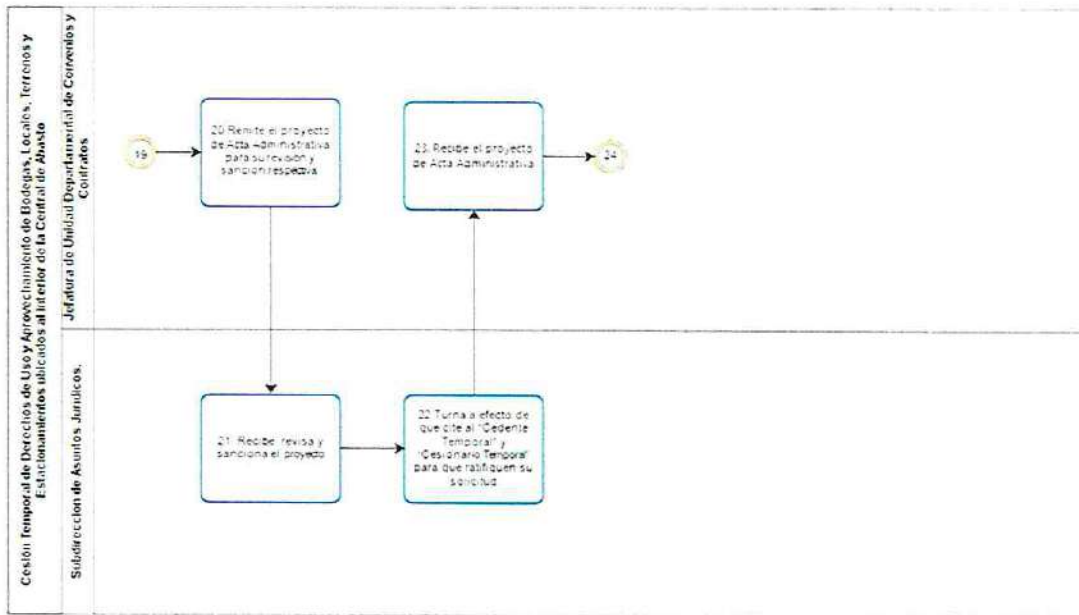 Cesión Temporal de Derechos de Uso y Aprovechamiento de Bodegas, Locales, Terrenos y
Estacionamientos ubicados al interior de la Central de Abasto
Jefatura de Unidad Departamental de Convenios y
Contratos
19
20 Remite el proyecto
de Acta Administrativa
para su revisión y
sanción respectiva
23. Recibe el proyecto
de Acta Administrativa
24
Subdireccion de Asuntos Jurídicos.
21. Recibe, revisa y
sanciona el proyecto
22 Turna a efecto de
que cite al "Cedente
Temporal" y
"Cesionario Temporal"
para que ratifiquen su
solicitud